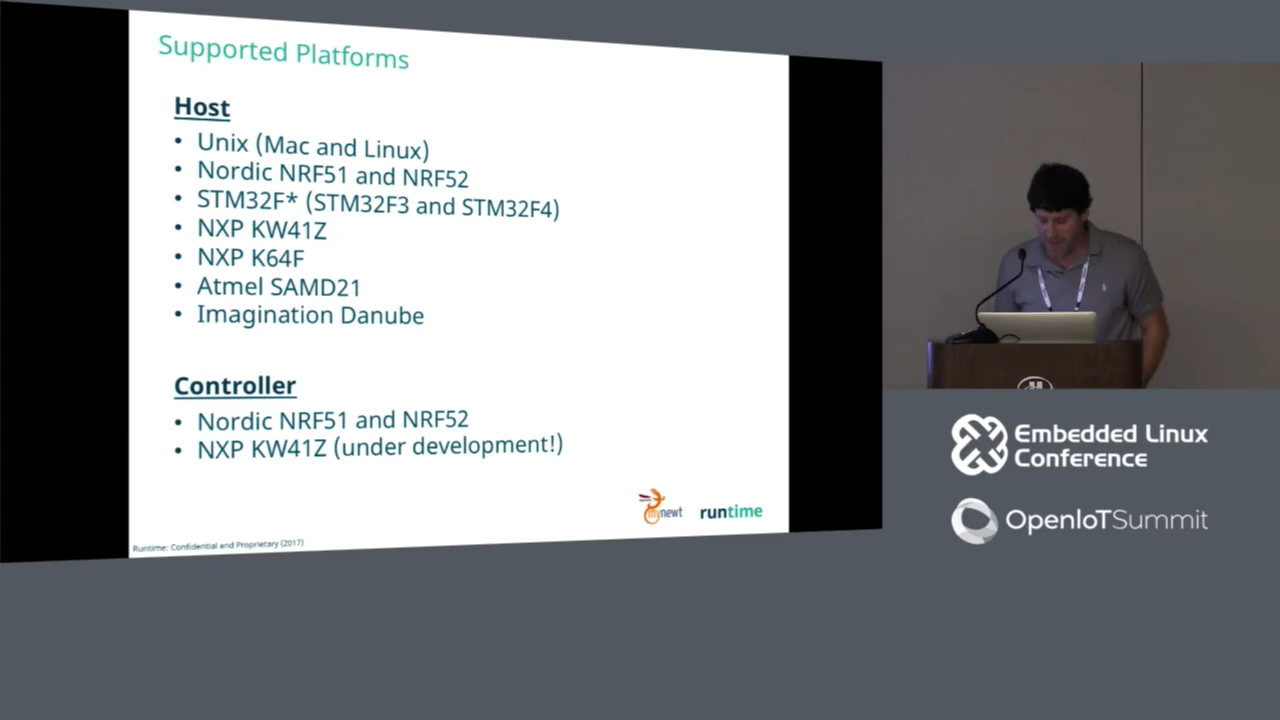 Supported Platforms
Host
• Unix (Mac and Linux)
• Nordic NRF51 and NRF52
• STM32F* (STM32F3 and STM32F4)
• NXP KW41Z
• NXP K64F
• Atmel SAMD21
• Imagination Danube
Controller
• Nordic NRF51 and NRF52
• NXP KW41Z (under development!)
mynewt
runtime
Runtime: Confidential and Proprietary (2017)
Embedded Linux
Conference
OpenIoTSummit